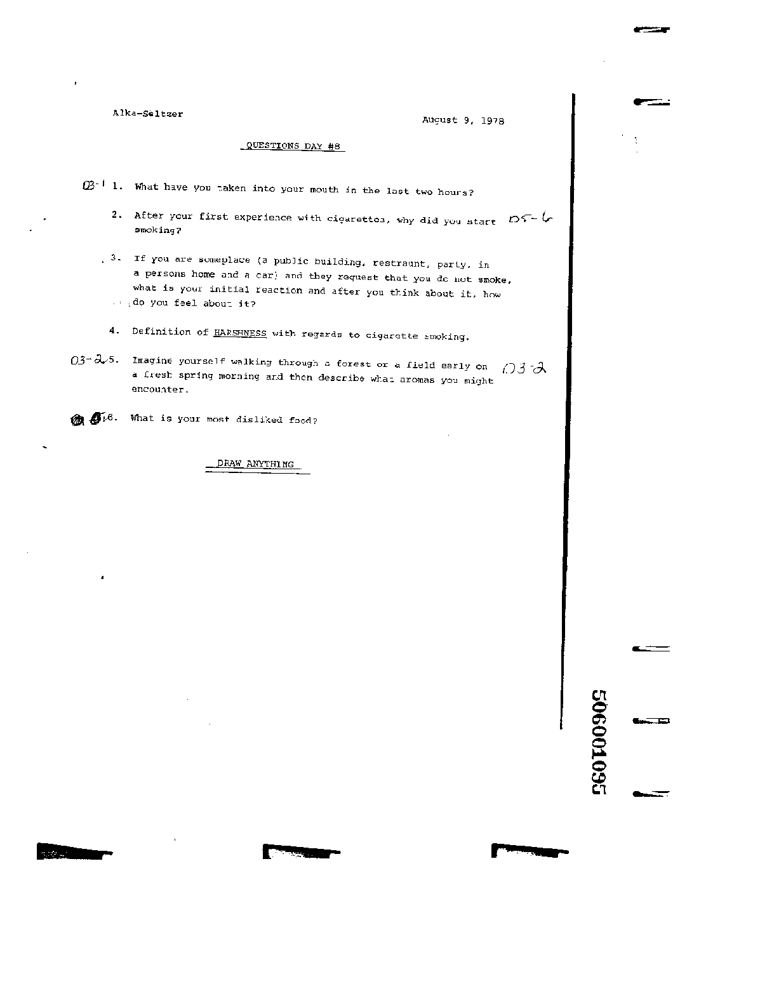 Alka-Seltzer
August 9, 1978
QUESTIONS DAY #8
03-1 1. What have you taken into your mouth in the last two hours?
2. After your first experience with cigarettes, why did you start 05-6
smoking?
3. If you are someplace (a public building, restraunt, party, in
a persons home and a car) and they request that you do not smoke,
what is your initial reaction and after you think about it, how
do you feel about it?
4. Definition of HARSHNESS with regards to cigarette smoking.
03-2 5. Imagine yourself walking through a forest or a field early on 03-2
a fresh spring morning and then describe what aromas you might
encounter.
6. What is your most disliked food?
DRAW ANYTHING
506001095